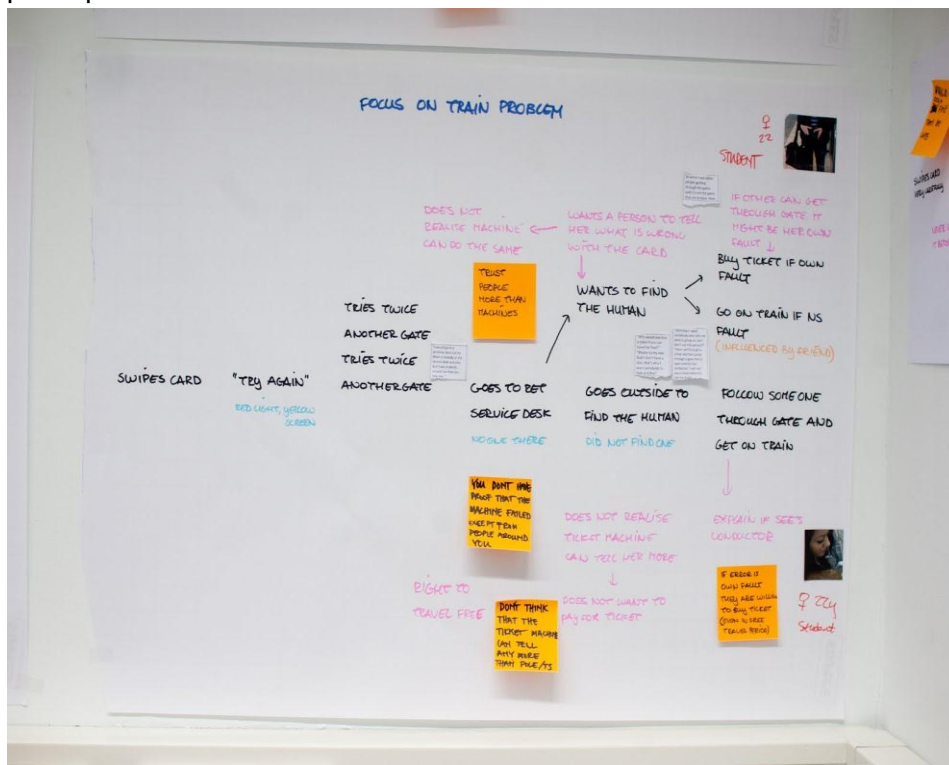 FOCUS ON TRAIN PROBLEM
♀
22
STUDENT
DOES NOT
REALISE MACHINE
CAN DO THE SAME
WANTS A PERSON TO TELL
HER WHAT IS WRONG
WITH THE CARD
IF OTHER CAN GET
THROUGH GATE, IT
MIGHT BE HER OWN
FAULT
TRUST
PEOPLE
MORE THAN
MACHINES
WANTS TO FIND
THE HUMAN
BUY TICKET IF OWN
FAULT
GO ON TRAIN IF NS
FAULT
(INFLUENCED BY FRIEND)
SWIPES CARD
"TRY AGAIN"
RED LIGHT, YELLOW
SCREEN
TRIES TWICE
ANOTHER GATE
TRIES TWICE
ANOTHER GATE
GOES TO RET
SERVICE DESK
NO ONE THERE
GOES OUTSIDE TO
FIND THE HUMAN
DID NOT FIND ONE
FOLLOW SOMEONE
THROUGH GATE AND
GET ON TRAIN
YOU DONT HAVE
PROOF THAT THE
MACHINE FAILED
EXCEPT FROM
PEOPLE AROUND
YOU
DOES NOT REALISE
TICKET MACHINE
CAN TELL HER MORE
EXPLAIN IF SEES
CONDUCTOR
RIGHT TO
TRAVEL FREE
DONT THINK
THAT THE
TICKET MACHINE
CAN TELL
ANY MORE
THAN POLE/
DOES NOT WANT TO
PAY FOR TICKET
IF ERROR IS
OWN FAULT
THEY ARE WILLING
TO BUY TICKET
(EVEN IN FREE
TRAVEL PERIOD)
♀ 22y
Student
SWIPES CARD